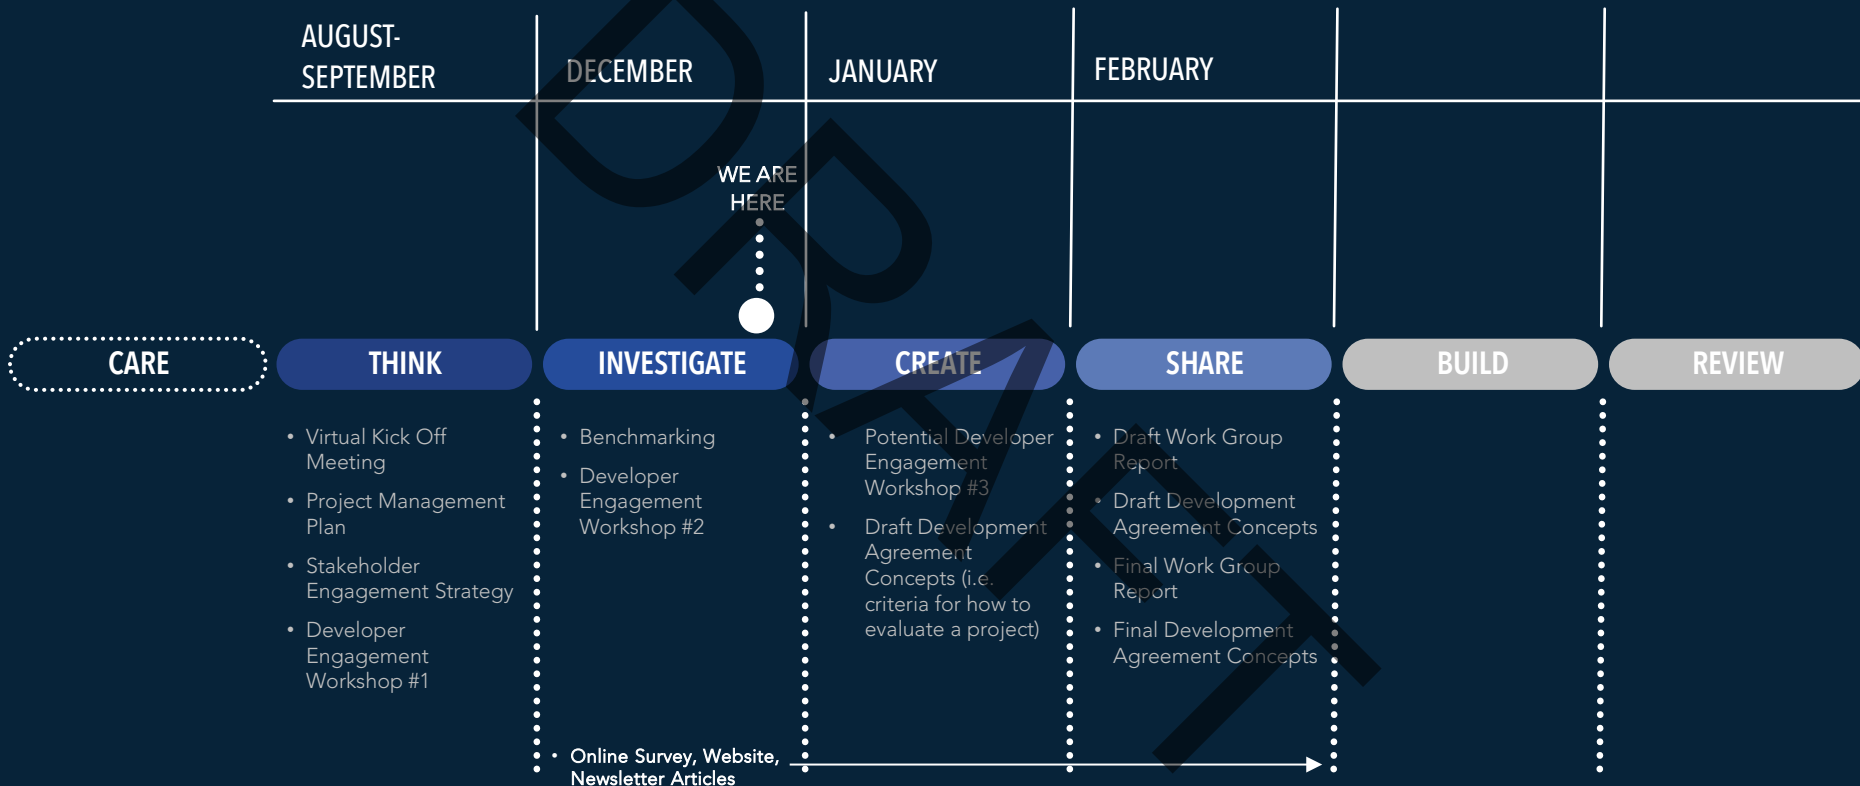 AUGUST-
SEPTEMBER
DECEMBER
JANUARY
FEBRUARY
WE ARE
HERE
CARE
THINK
INVESTIGATE
CREATE
SHARE
BUILD
REVIEW
• Virtual Kick Off
Meeting
• Project Management
Plan
• Stakeholder
Engagement Strategy
• Developer
Engagement
Workshop #1
• Benchmarking
• Developer
Engagement
Workshop #2
• Potential Developer
Engagement
Workshop #3
• Draft Development
Agreement
Concepts (i.e.
criteria for how to
evaluate a project)
• Draft Work Group
Report
• Draft Development
Agreement Concepts
• Final Work Group
Report
• Final Development
Agreement Concepts
• Online Survey, Website,
Newsletter Articles
DRAFT